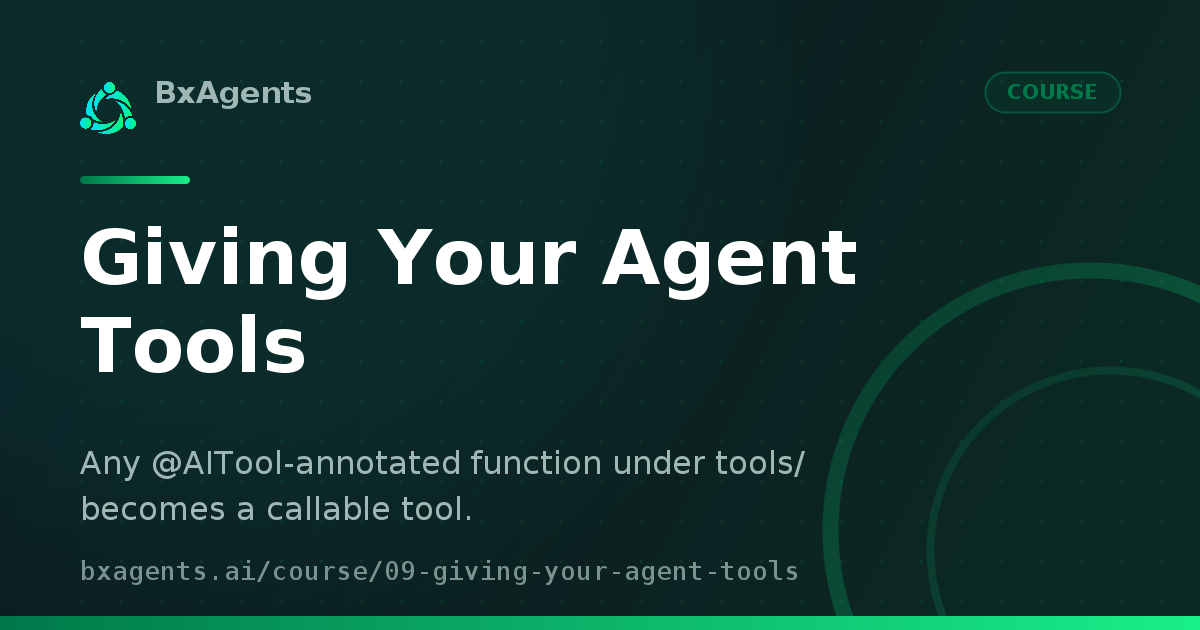 BxAgents
COURSE
Giving Your Agent
Tools
Any @AITool-annotated function under tools/
becomes a callable tool.
bxagents.ai/course/09-giving-your-agent-tools